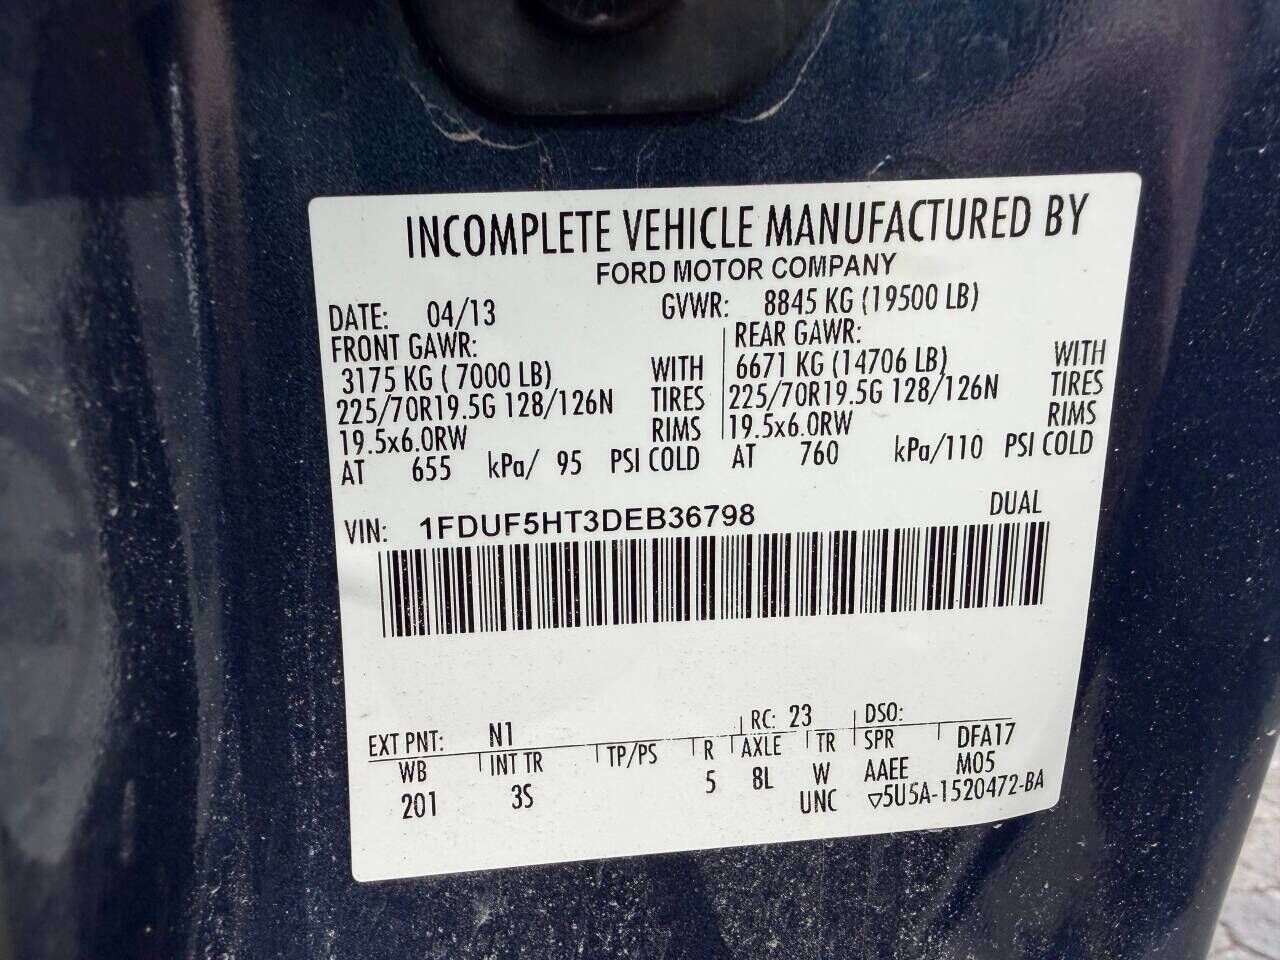 INCOMPLETE VEHICLE MANUFACTURED BY
FORD MOTOR COMPANY
DATE: 04/13 GVWR: 8845 KG (19500 LB)
FRONT GAWR: REAR GAWR:
3175 KG ( 7000 LB) WITH 6671 KG (14706 LB) WITH
225/70R19.5G 128/126N TIRES 225/70R19.5G 128/126N TIRES
19.5x6.0RW RIMS 19.5x6.0RW RIMS
AT 655 kPa/ 95 PSI COLD AT 760 kPa/110 PSI COLD
VIN: 1FDUF5HT3DEB36798 DUAL
EXT PNT: N1 RC: 23 DSO:
WB INT TR TP/PS R AXLE TR SPR DFA17
201 3S 5 8L W AAEE M05
UNC ▽5U5A-1520472-BA